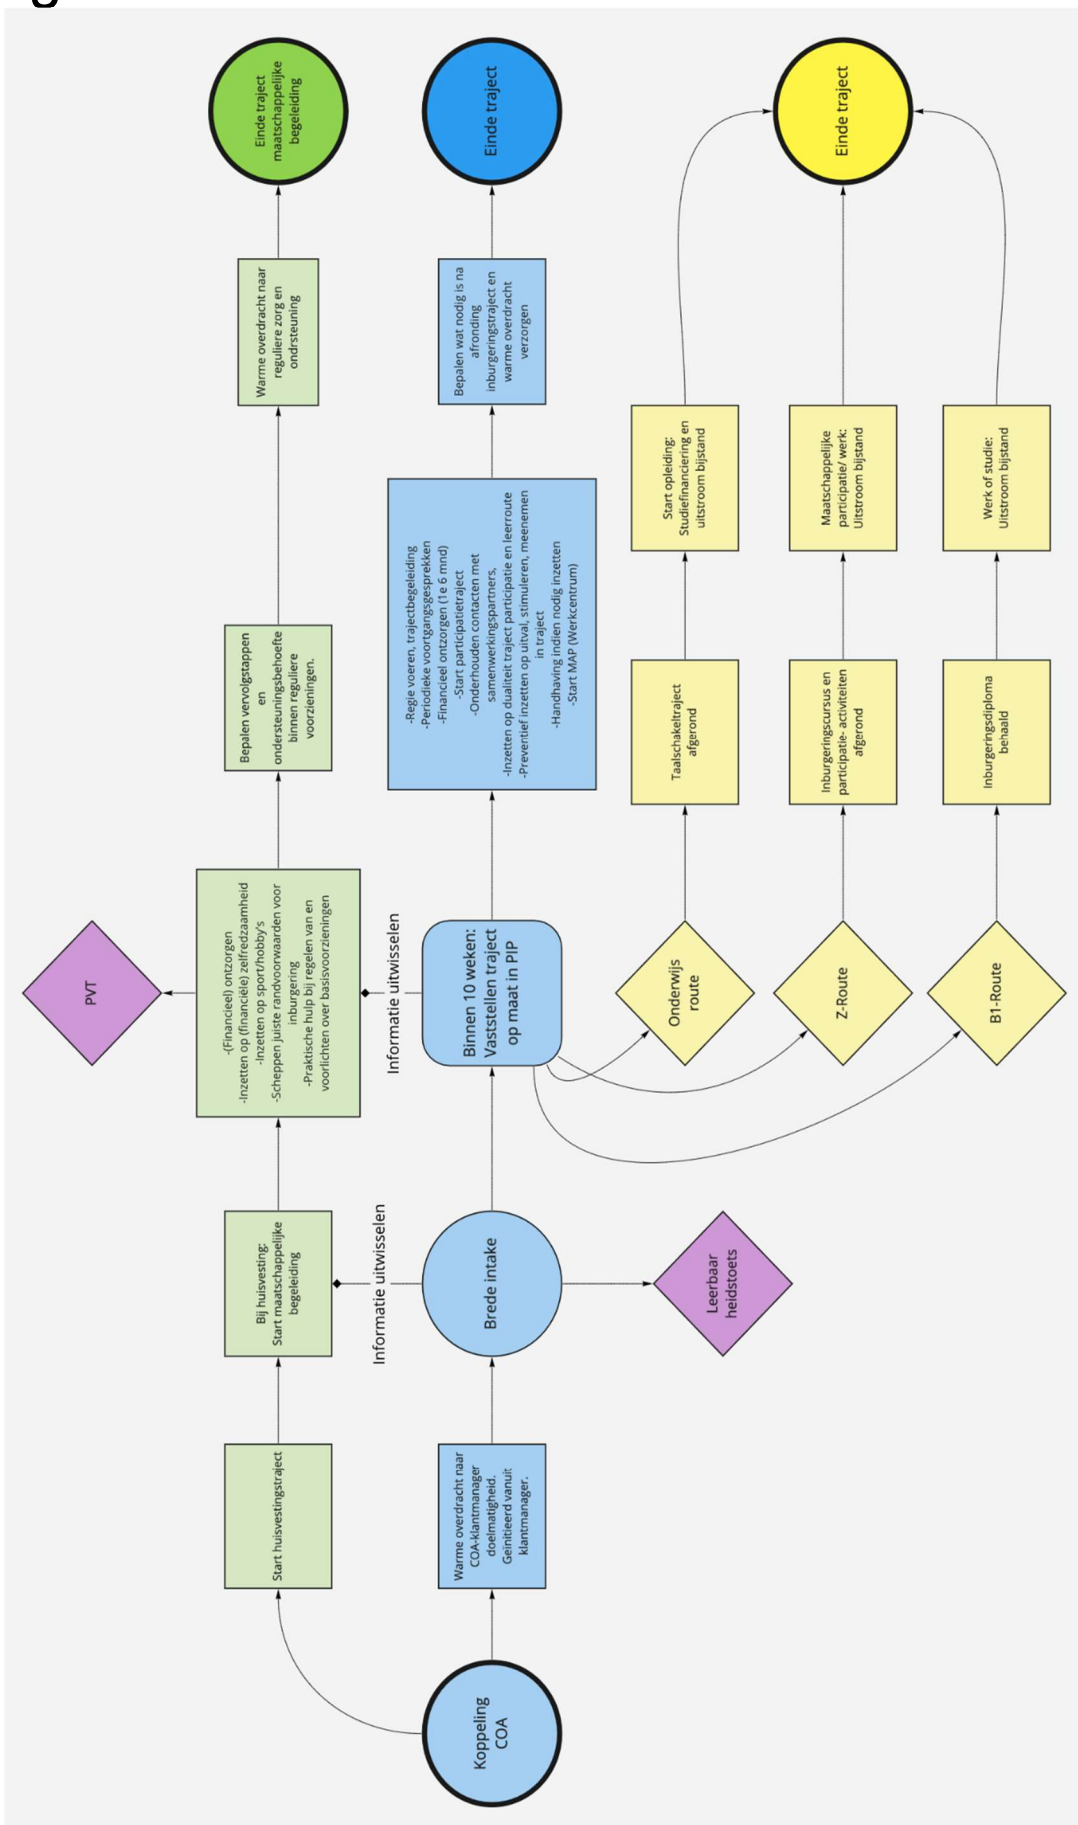 g
Koppeling
COA
Start huisvestingstraject
Bij huisvesting:
Start maatschappelijke
begeleiding
-(Financieel) ontzorgen
-Inzetten op (financiële) zelfredzaamheid
-Inzetten op sport/hobby's
-Scheppen juiste randvoorwaarden voor
inburgering
-Praktische hulp bij regelen van en
voorlichten over basisvoorzieningen
PVT
Bepalen vervolgstappen
en
ondersteuningsbehoefte
binnen reguliere
voorzieningen.
Warme overdracht naar
reguliere zorg en
ondrsteuning
Einde traject
maatschappelijke
begeleiding
Informatie uitwisselen
Informatie uitwisselen
Warme overdracht naar
COA-klantmanager
doelmatigheid.
Geïnitieerd vanuit
klantmanager.
Brede intake
Leerbaar
heidstoets
Binnen 10 weken:
Vaststellen traject
op maat in PIP
-Regie voeren, trajectbegeleiding
-Periodieke voortgangsgesprekken
-Financieel ontzorgen (1e 6 mnd)
-Start participatietraject
-Onderhouden contacten met
samenwerkingspartners,
-Inzetten op dualiteit traject participatie en leerroute
-Preventief inzetten op uitval, stimuleren, meenemen
in traject
-Handhaving indien nodig inzetten
-Start MAP (Werkcentrum)
Bepalen wat nodig is na
afronding
inburgeringstraject en
warme overdracht
verzorgen
Einde traject
Onderwijs
route
Taalschakeltraject
afgerond
Start opleiding:
Studiefinanciering en
uitstroom bijstand
Z-Route
Inburgeringscursus en
participatie- activiteiten
afgerond
Maatschappelijke
participatie/ werk:
Uitstroom bijstand
B1-Route
Inburgeringsdiploma
behaald
Werk of studie:
Uitstroom bijstand
Einde traject